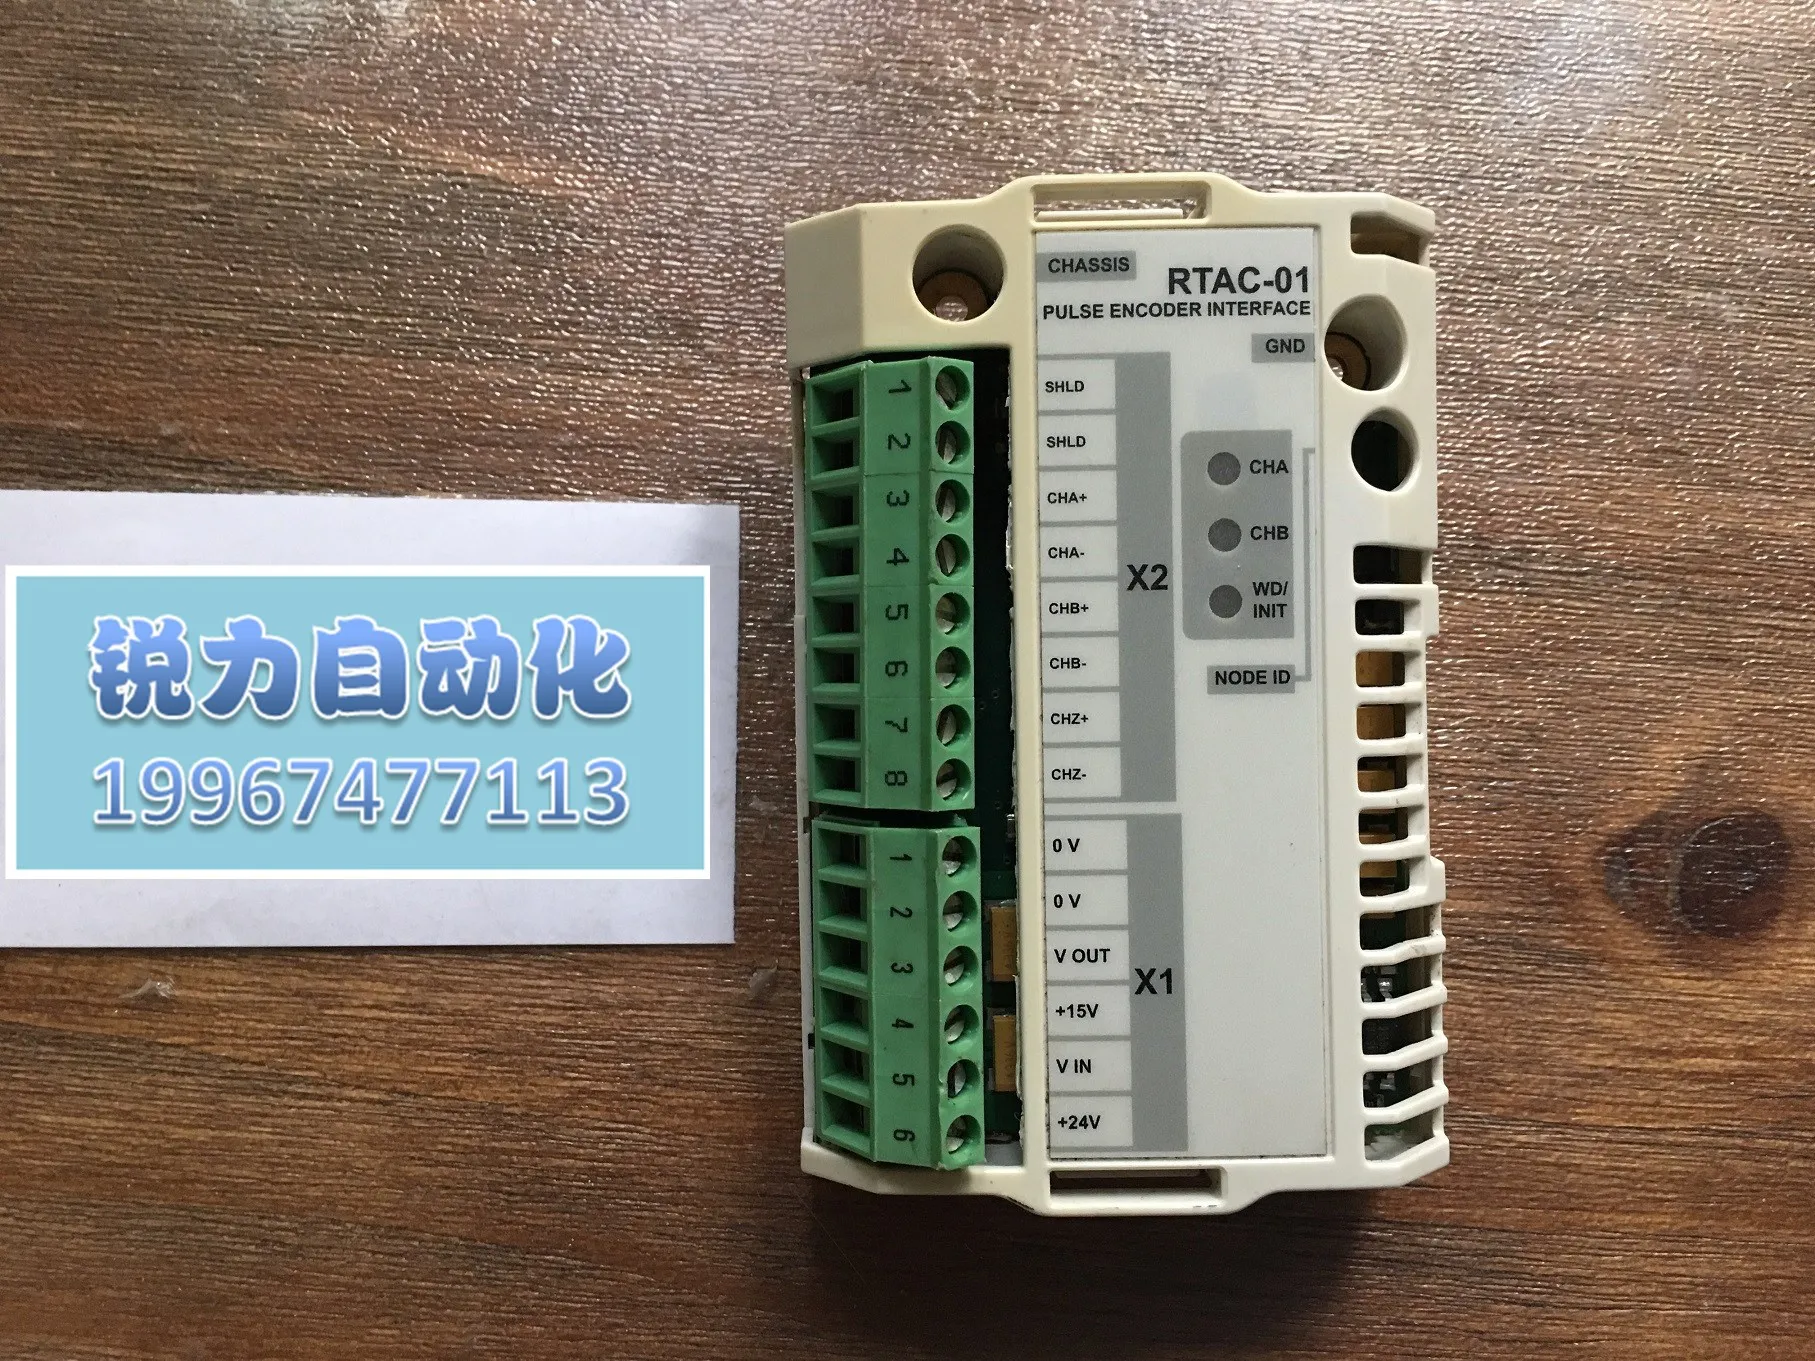 锐力自动化
19967477113
CHASSIS
RTAC-01
PULSE ENCODER INTERFACE
GND
1 SHLD
2 SHLD
3 CHA+
4 CHA-
5 CHB+
6 CHB-
7 CHZ+
8 CHZ-
X2
CHA
CHB
WD/
INIT
NODE ID
1 0 V
2 0 V
3 V OUT
4 +15V
5 V IN
6 +24V
X1